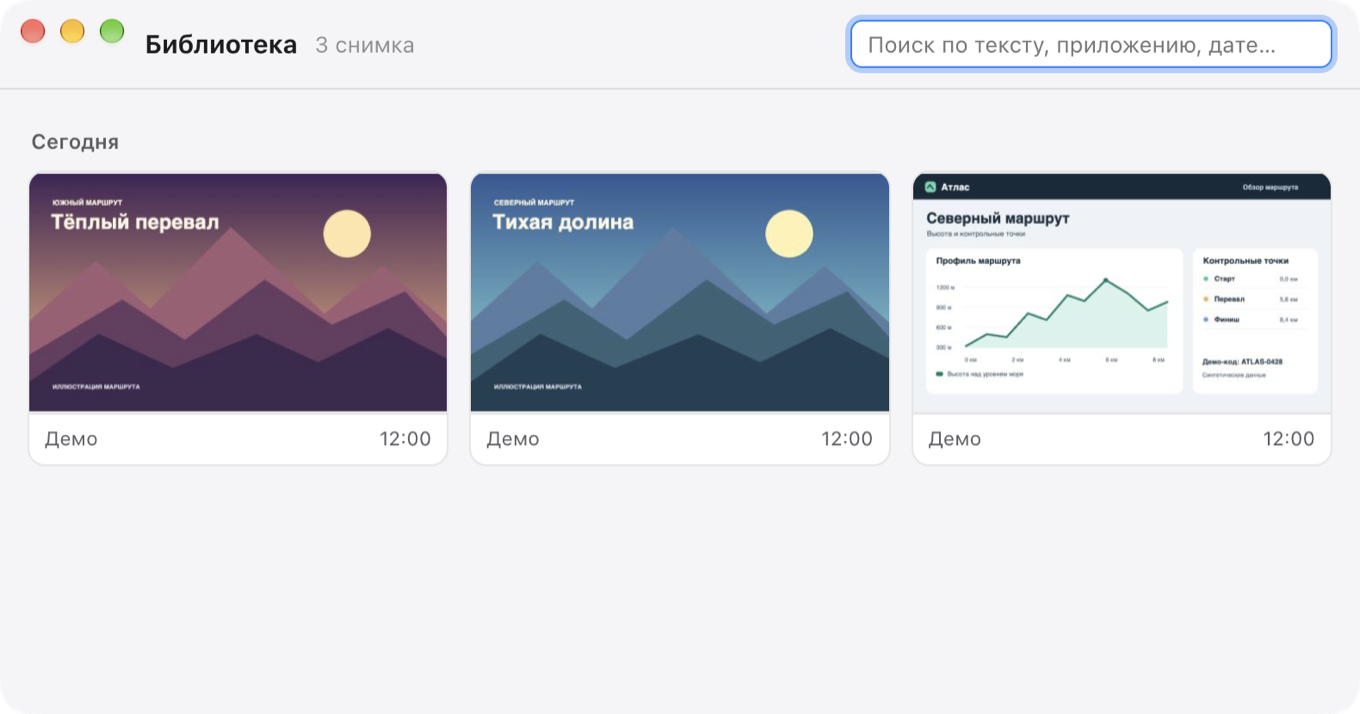 Библиотека 3 снимка
Поиск по тексту, приложению, дате...
Сегодня
ЮЖНЫЙ МАРШРУТ
Тёплый перевал
ИЛЛЮСТРАЦИЯ МАРШРУТА
Демо 12:00
СЕВЕРНЫЙ МАРШРУТ
Тихая долина
ИЛЛЮСТРАЦИЯ МАРШРУТА
Демо 12:00
Атлас Обзор маршрута
Северный маршрут
Высота и контрольные точки
Профиль маршрута
1200 м
900 м
600 м
300 м
0 км 2 км 4 км 6 км 8 км
Высота над уровнем моря
Контрольные точки
Старт 0,0 км
Перевал 5,6 км
Финиш 8,4 км
Демо-код: ATLAS-0428
Синтетические данные
Демо 12:00